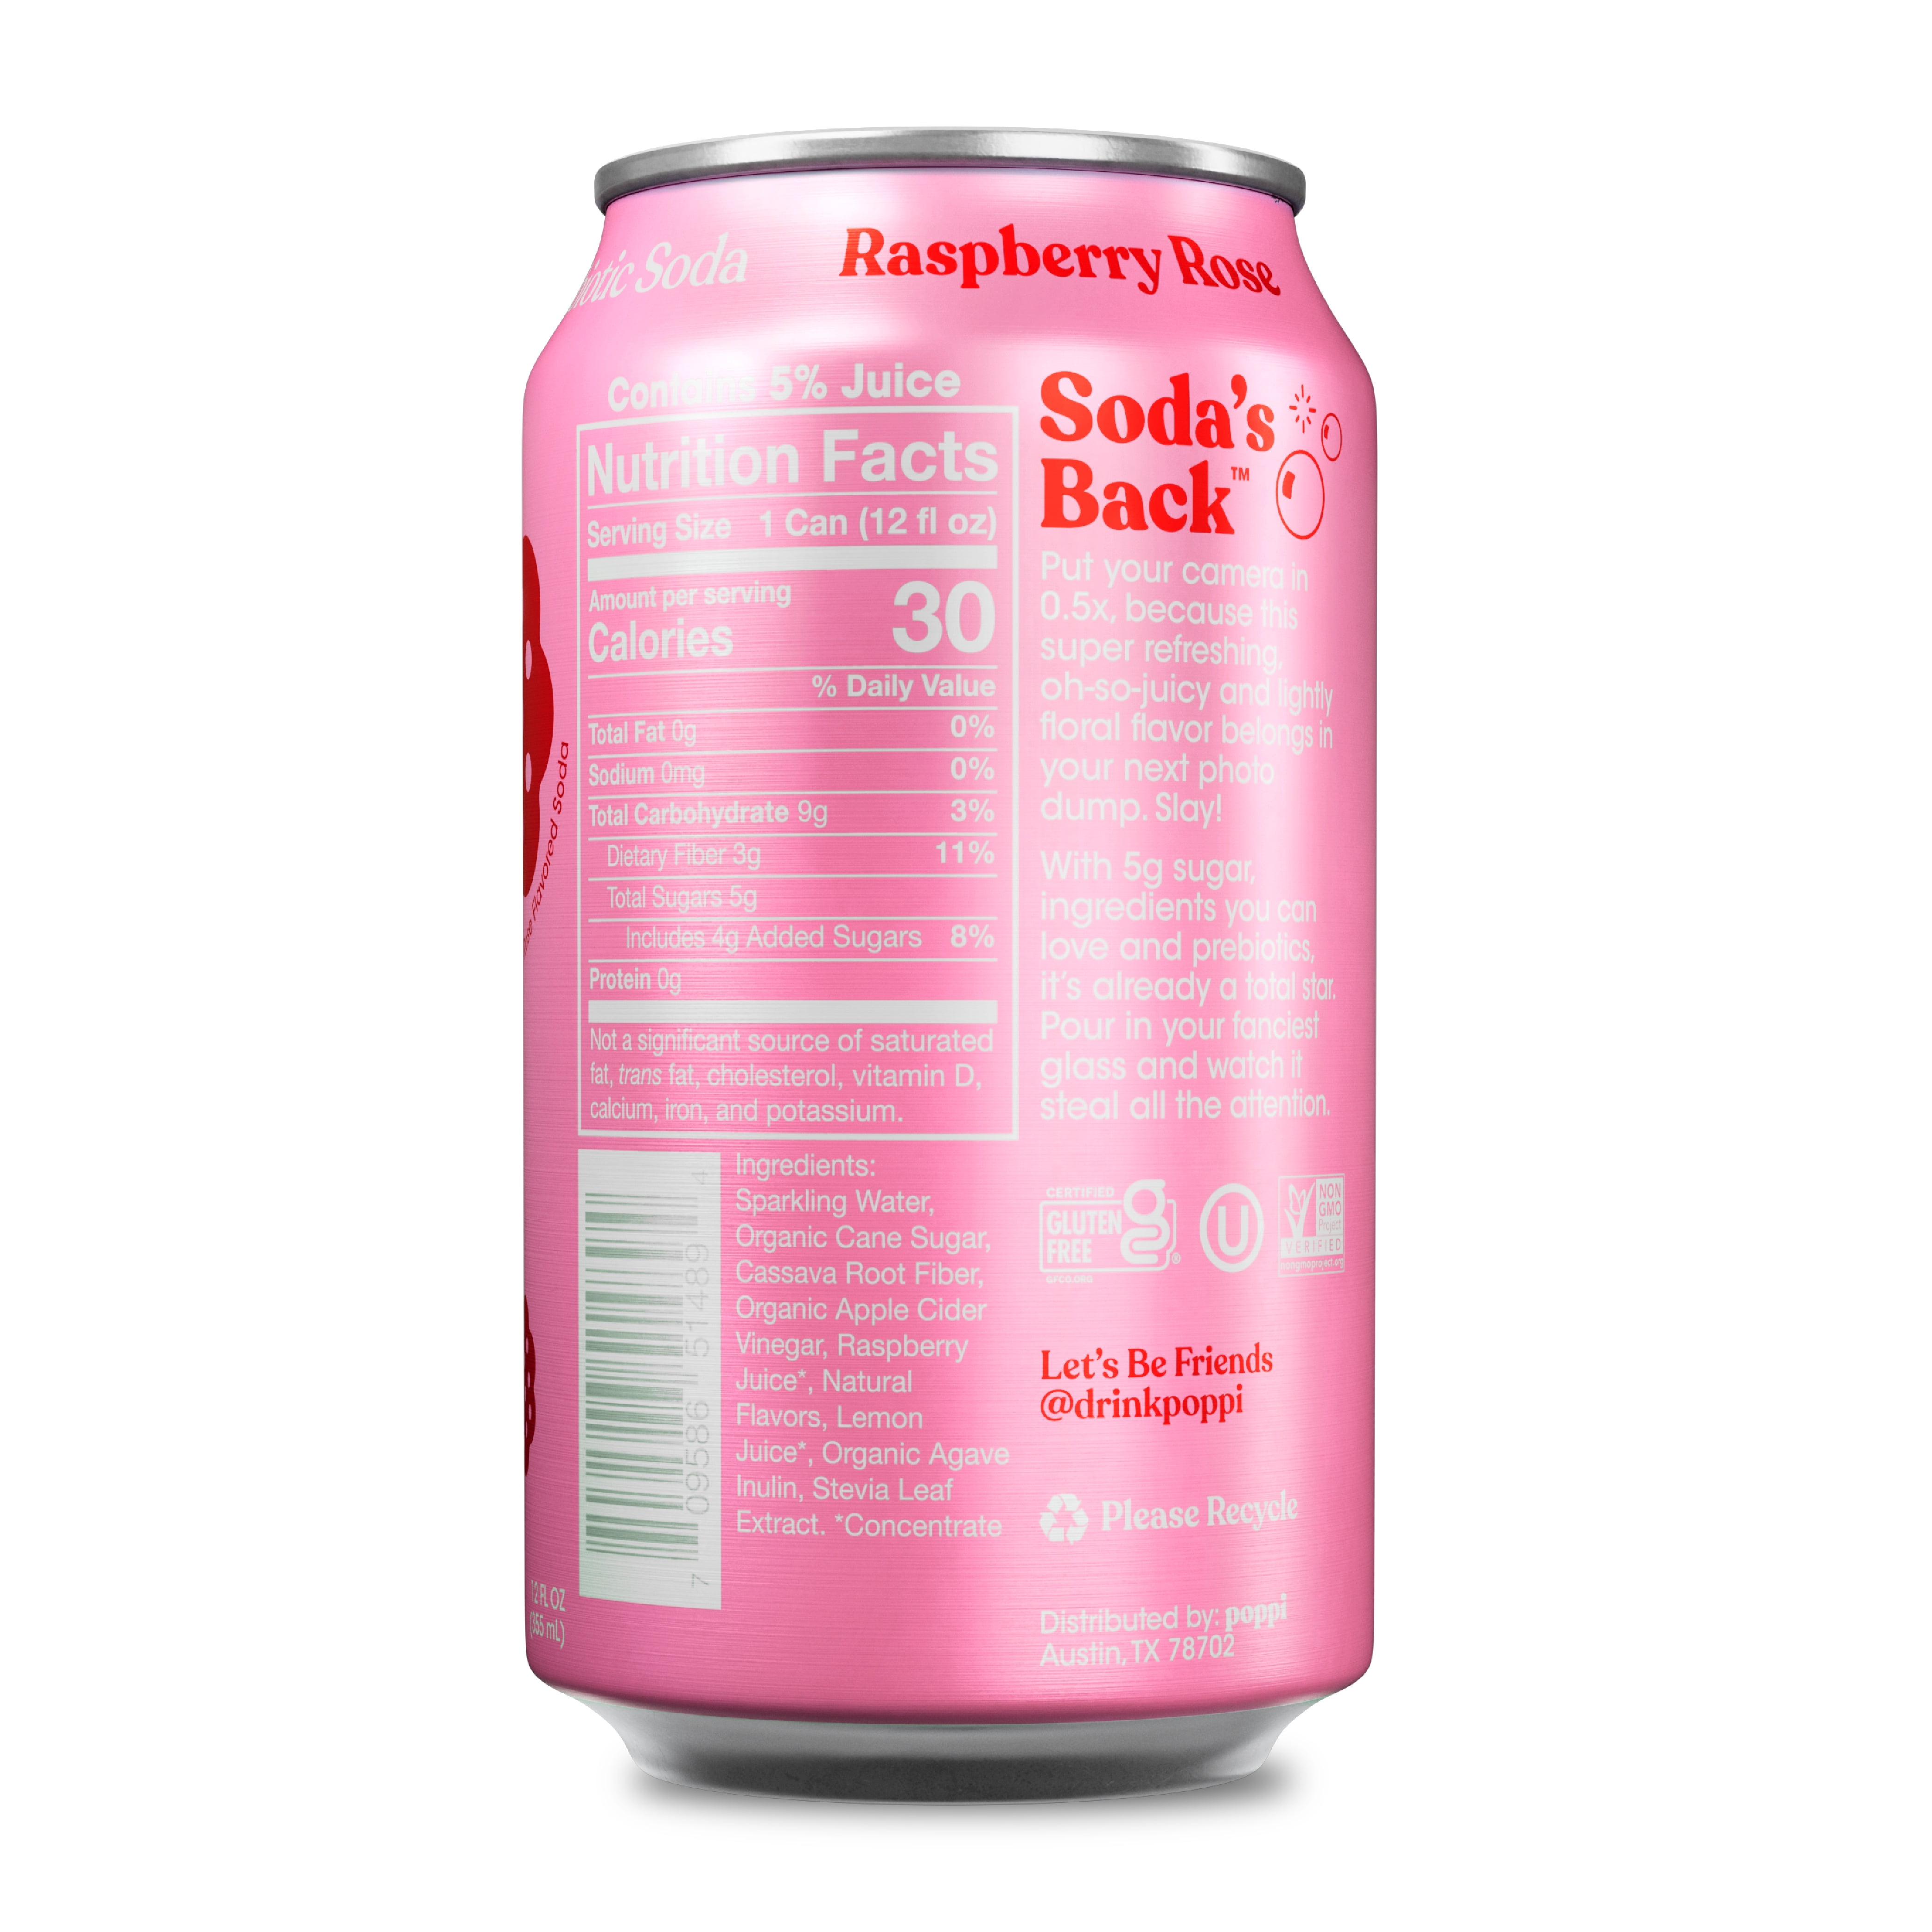 otic Soda
Raspberry Rose
Contains 5% Juice
Nutrition Facts
Serving Size 1 Can (12 fl oz)
Amount per serving
Calories 30
% Daily Value
Total Fat 0g 0%
Sodium 0mg 0%
Total Carbohydrate 9g 3%
Dietary Fiber 3g 11%
Total Sugars 5g
Includes 4g Added Sugars 8%
Protein 0g
Not a significant source of saturated
fat, trans fat, cholesterol, vitamin D,
calcium, iron, and potassium.
Ingredients:
Sparkling Water,
Organic Cane Sugar,
Cassava Root Fiber,
Organic Apple Cider
Vinegar, Raspberry
Juice*, Natural
Flavors, Lemon
Juice*, Organic Agave
Inulin, Stevia Leaf
Extract. *Concentrate
7 09586 51489 4
Soda's
Back™
Put your camera in
0.5x, because this
super refreshing,
oh-so-juicy and lightly
floral flavor belongs in
your next photo
dump. Slay!
With 5g sugar,
ingredients you can
love and prebiotics,
it's already a total star.
Pour in your fanciest
glass and watch it
steal all the attention.
CERTIFIED
GLUTEN
FREE
®
GFCO.ORG
U
NON
GMO
Project
VERIFIED
nongmoproject.org
Let's Be Friends
@drinkpoppi
Please Recycle
Distributed by: poppi
Austin, TX 78702
Flavored Soda
12 FL OZ
(355 mL)